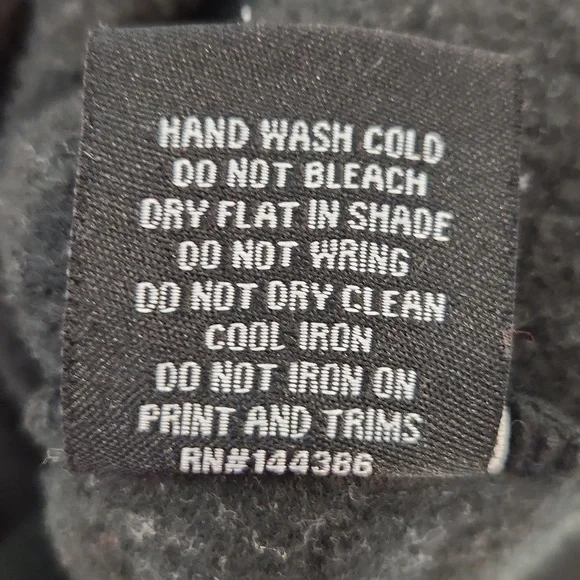 HAND WASH COLD
DO NOT BLEACH
DRY FLAT IN SHADE
DO NOT WRING
DO NOT DRY CLEAN
COOL IRON
DO NOT IRON ON
PRINT AND TRIMS
RN#144386